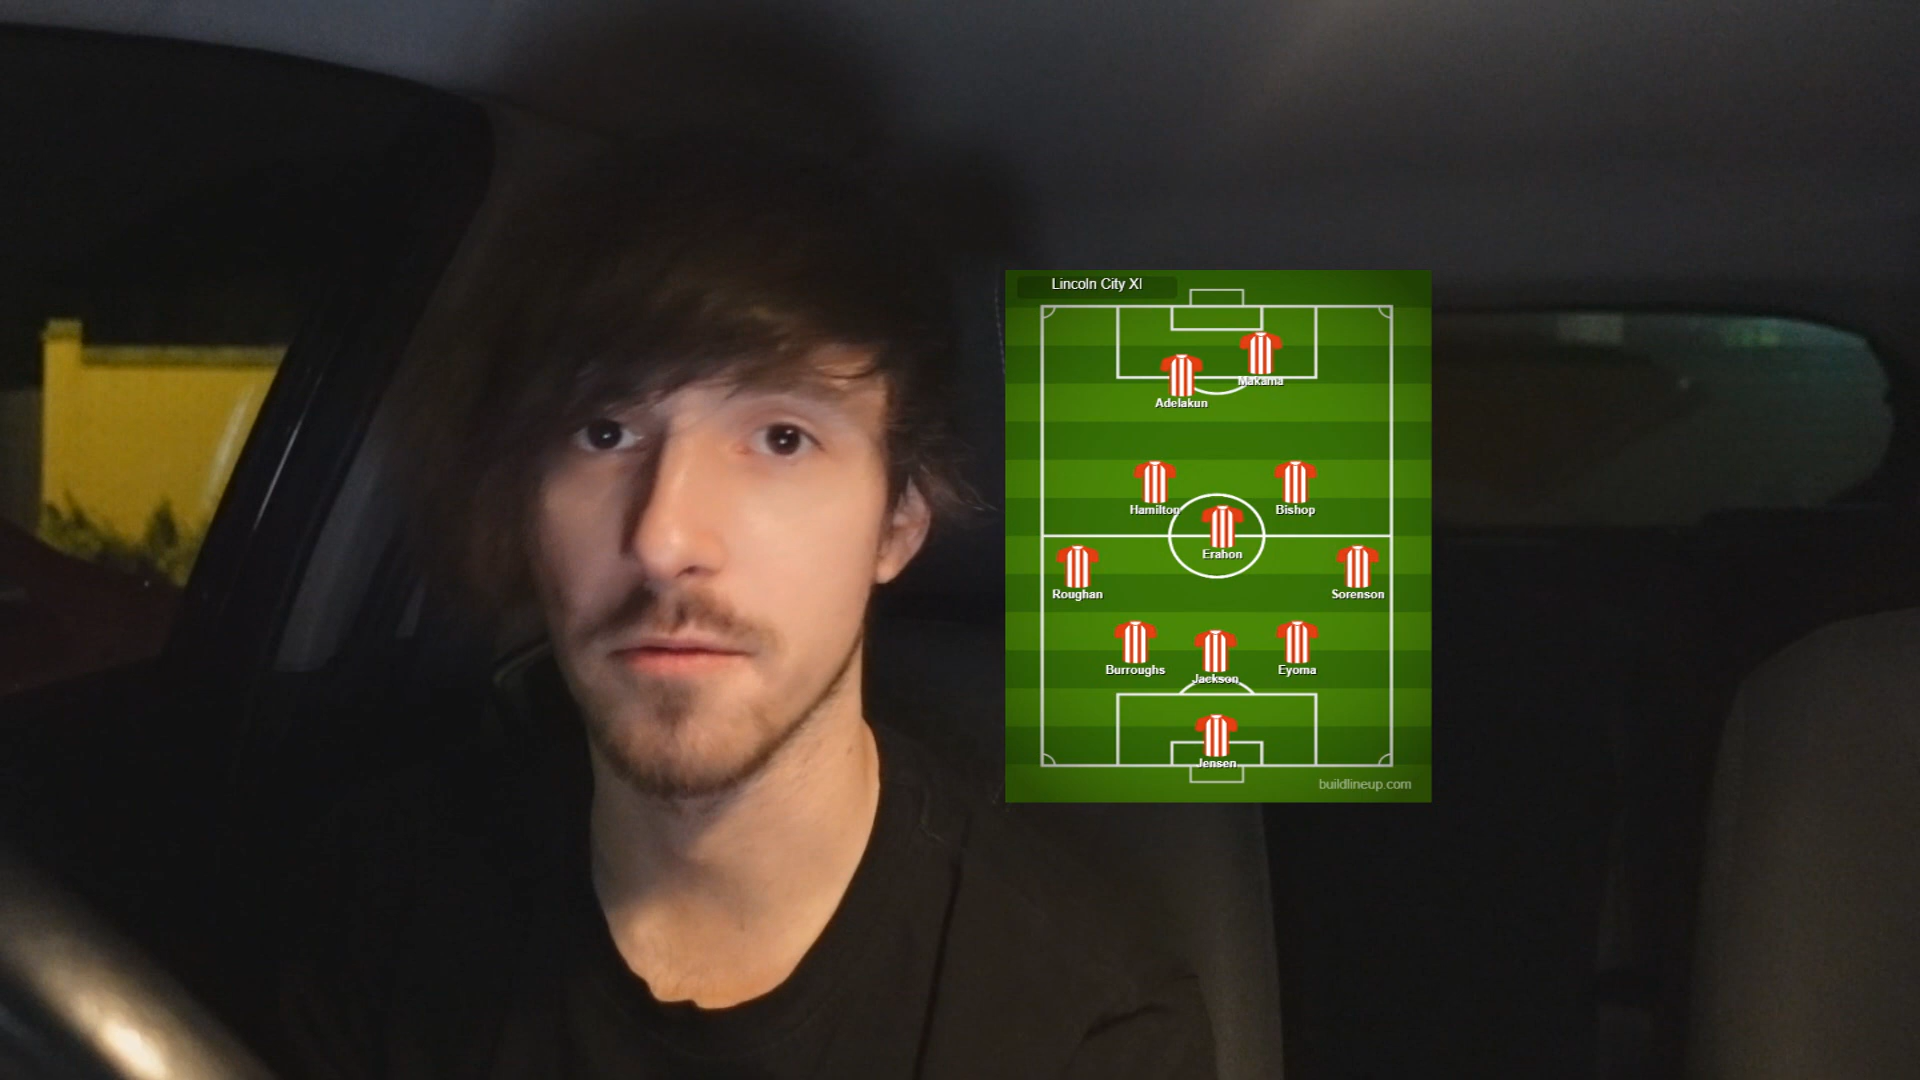 Lincoln City XI
Makama
Adelakun
Hamilton
Bishop
Erahon
Roughan
Sorenson
Burroughs
Jackson
Eyoma
Jensen
buildlineup.com